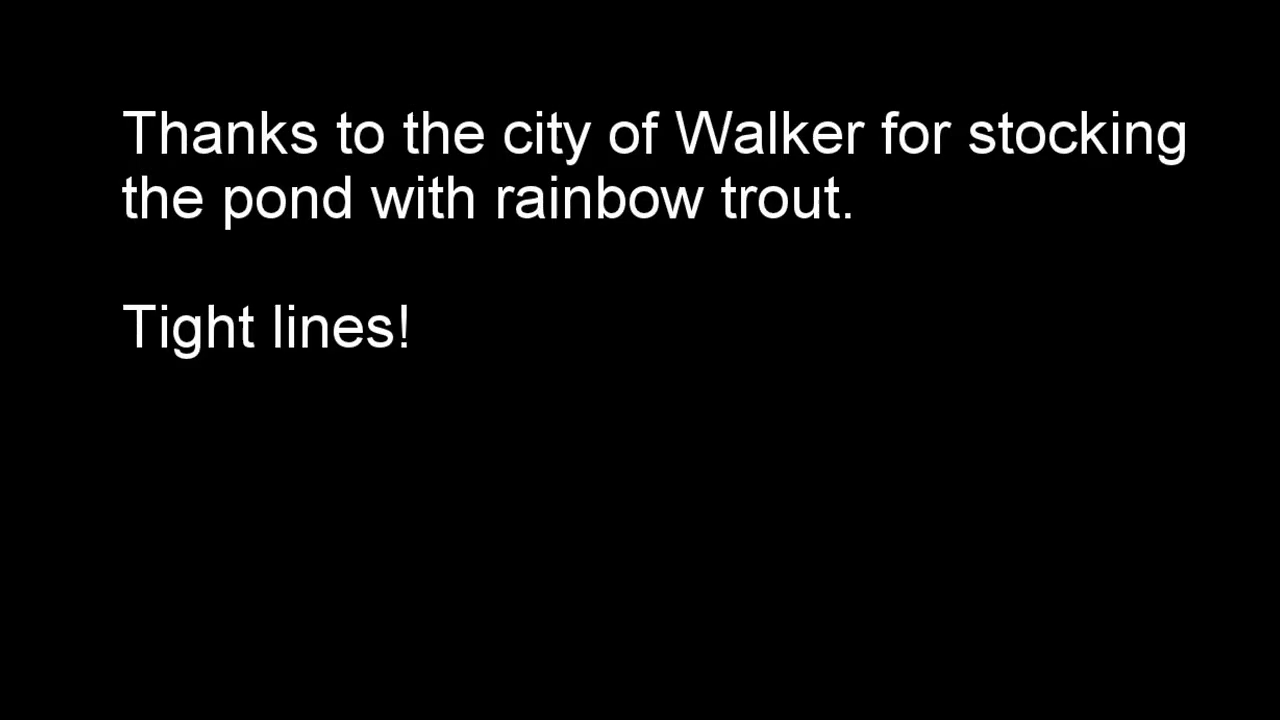 Thanks to the city of Walker for stocking
the pond with rainbow trout.
Tight lines!